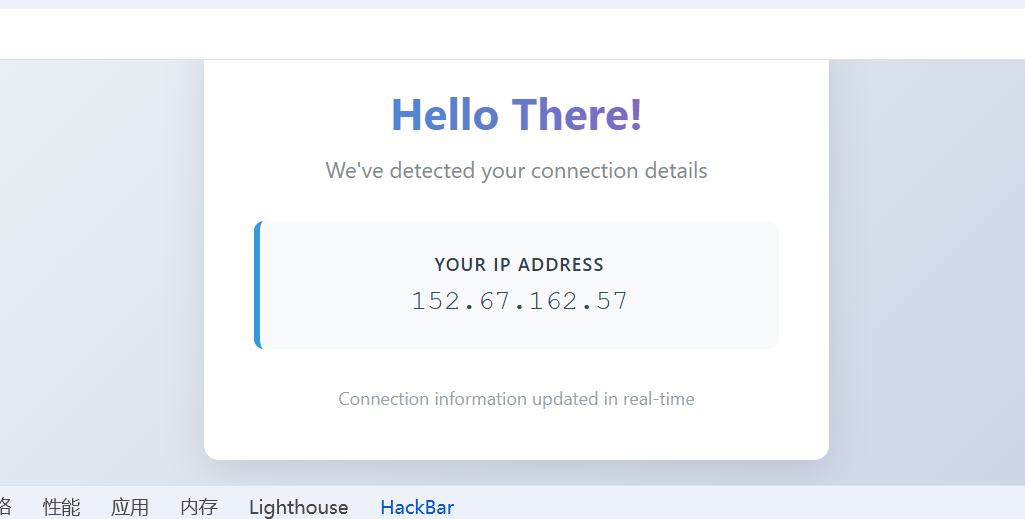 Hello There!
We've detected your connection details
YOUR IP ADDRESS
152.67.162.57
Connection information updated in real-time
络 性能 应用 内存 Lighthouse HackBar